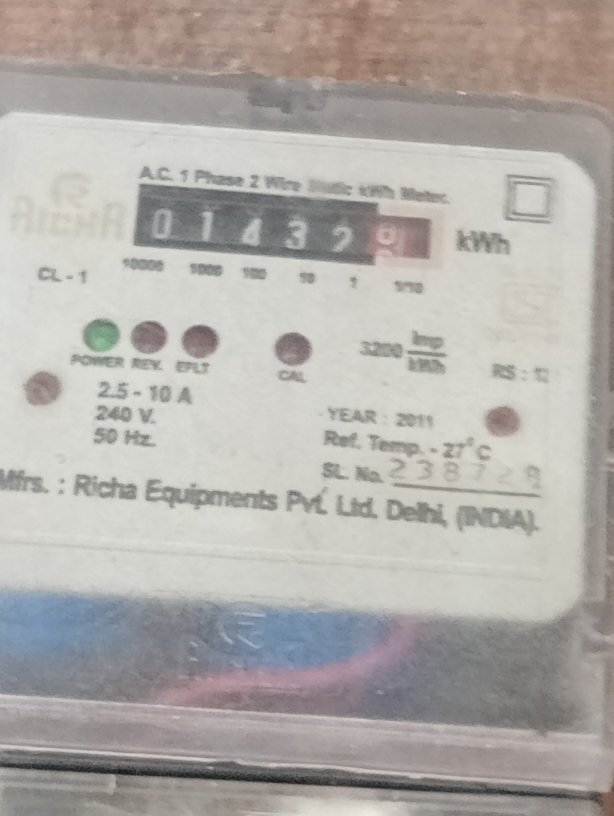 A.C. 1 Phase 2 Wire Static kWh Meter.
RICHA
0 1 4 3 2 kWh
10000 1000 100 10 1 1/10
CL - 1
POWER REV. EFLT
CAL
3200 Imp/kWh
2.5 - 10 A
240 V.
50 Hz.
YEAR : 2011
Ref. Temp. - 27°C
SL. No.
Mfrs. : Richa Equipments Pvt. Ltd. Delhi, (INDIA).